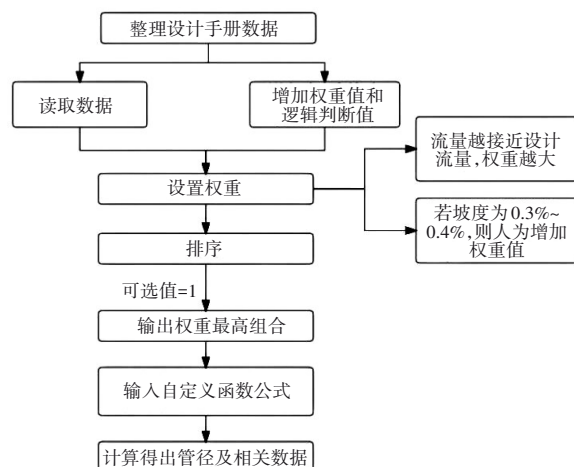 整理设计手册数据
读取数据
增加权重值和
逻辑判断值
流量越接近设计
流量,权重越大
设置权重
若坡度为0.3%~
0.4%,则人为增加
权重值
排序
可选值=1
输出权重最高组合
输入自定义函数公式
计算得出管径及相关数据